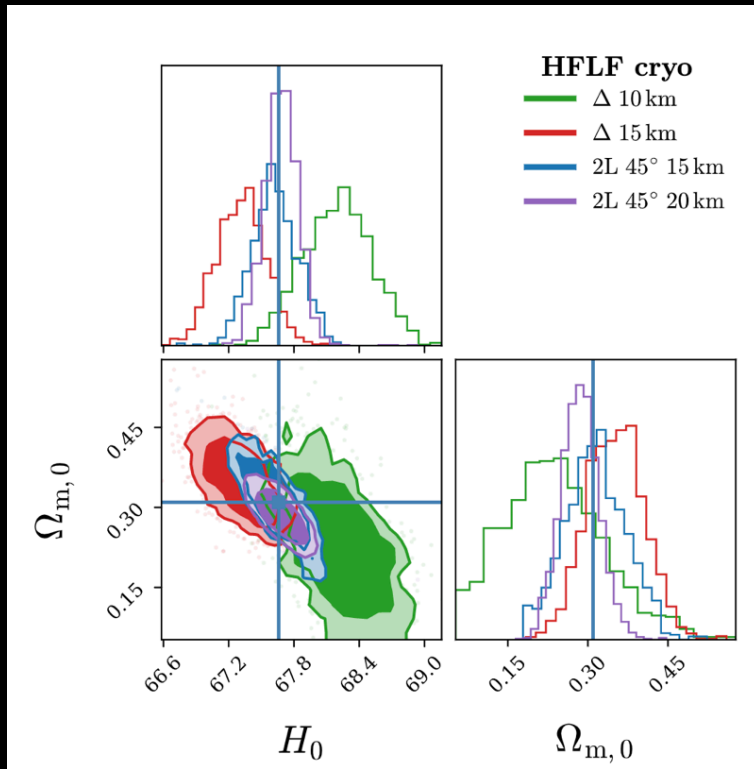 HFLF cryo
Δ 10 km
Δ 15 km
2L 45° 15 km
2L 45° 20 km
Ωm,0
0.45
0.30
0.15
66.6 67.2 67.8 68.4 69.0
0.15 0.30 0.45
H0
Ωm,0